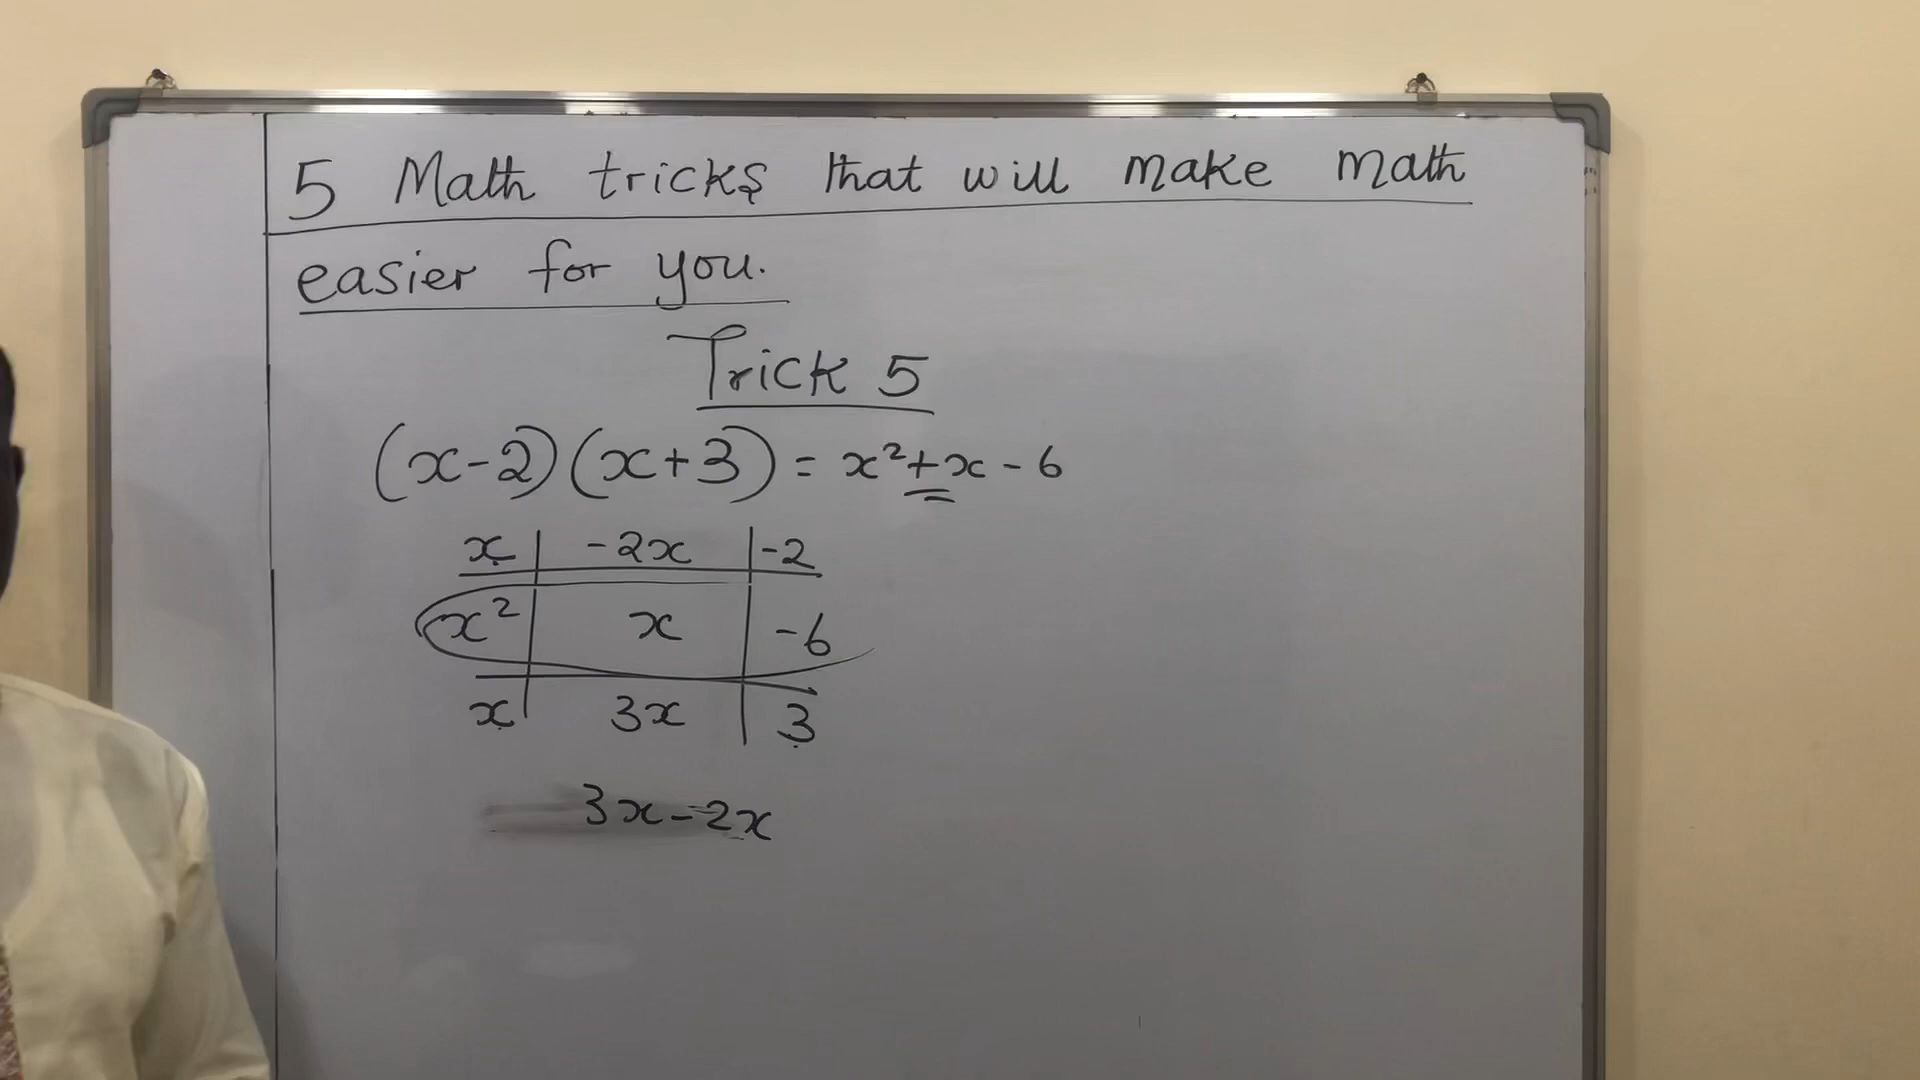 5 Math tricks that will make math
easier for you.
Trick 5
(x-2)(x+3) = x²+x-6
x | -2x | -2
x² | x | -6
x | 3x | 3
3x-2x